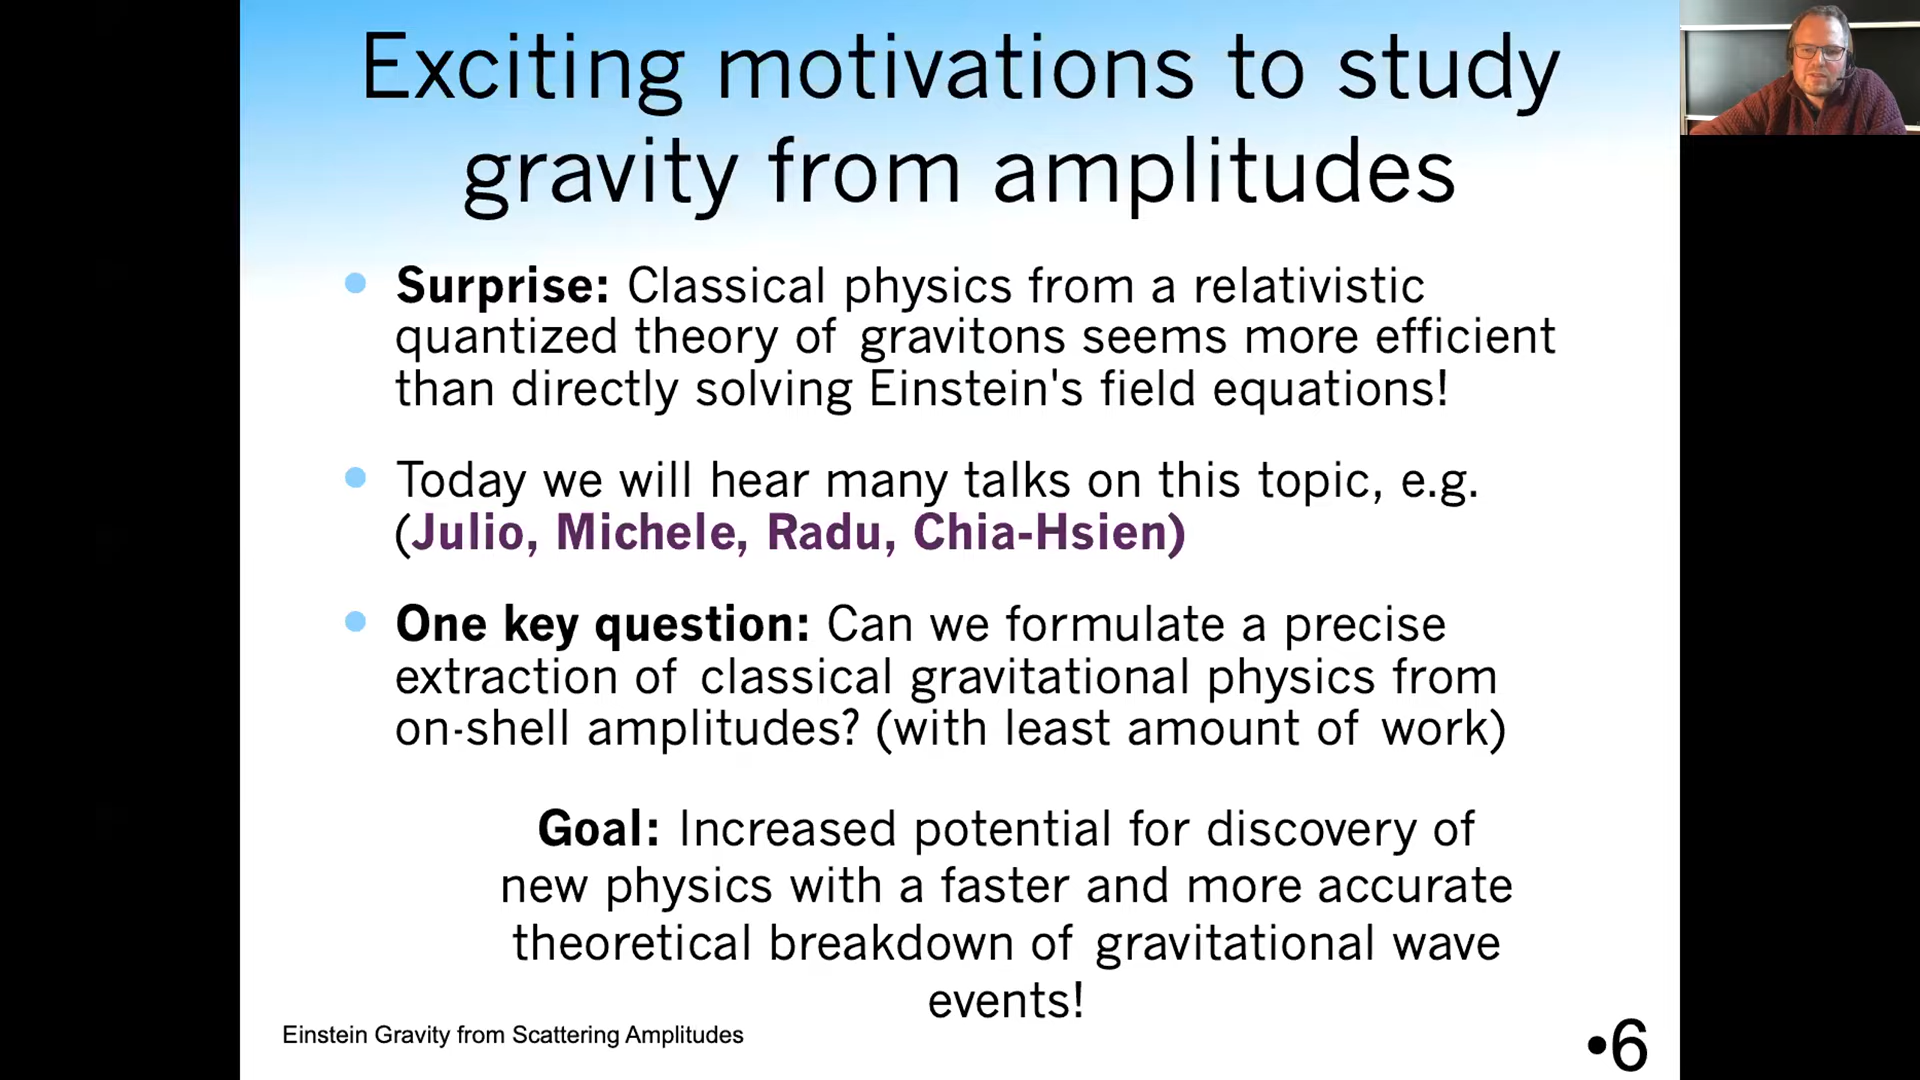 Exciting motivations to study
gravity from amplitudes
• Surprise: Classical physics from a relativistic
quantized theory of gravitons seems more efficient
than directly solving Einstein's field equations!
• Today we will hear many talks on this topic, e.g.
(Julio, Michele, Radu, Chia-Hsien)
• One key question: Can we formulate a precise
extraction of classical gravitational physics from
on-shell amplitudes? (with least amount of work)
Goal: Increased potential for discovery of
new physics with a faster and more accurate
theoretical breakdown of gravitational wave
events!
Einstein Gravity from Scattering Amplitudes
•6